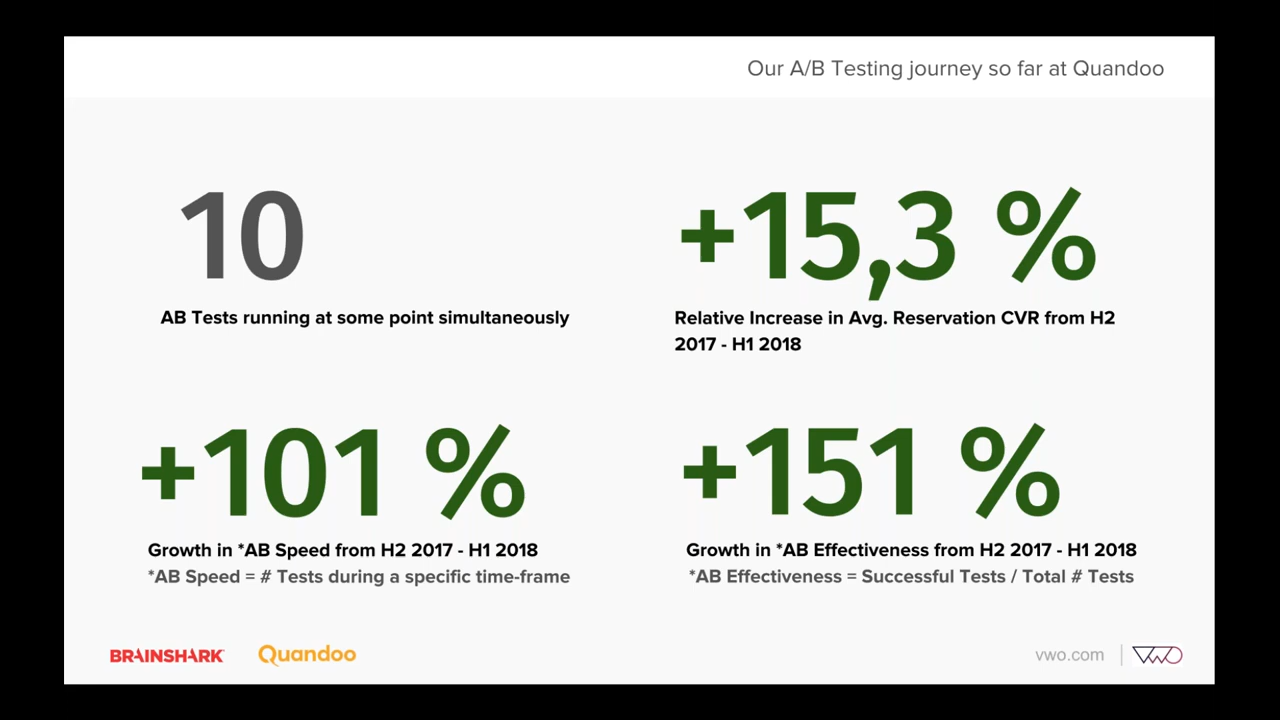 Our A/B Testing journey so far at Quandoo
10
AB Tests running at some point simultaneously
+15,3 %
Relative Increase in Avg. Reservation CVR from H2
2017 - H1 2018
+101 %
Growth in *AB Speed from H2 2017 - H1 2018
*AB Speed = # Tests during a specific time-frame
+151 %
Growth in *AB Effectiveness from H2 2017 - H1 2018
*AB Effectiveness = Successful Tests / Total # Tests
BRAINSHARK
Quandoo
vwo.com
VWO